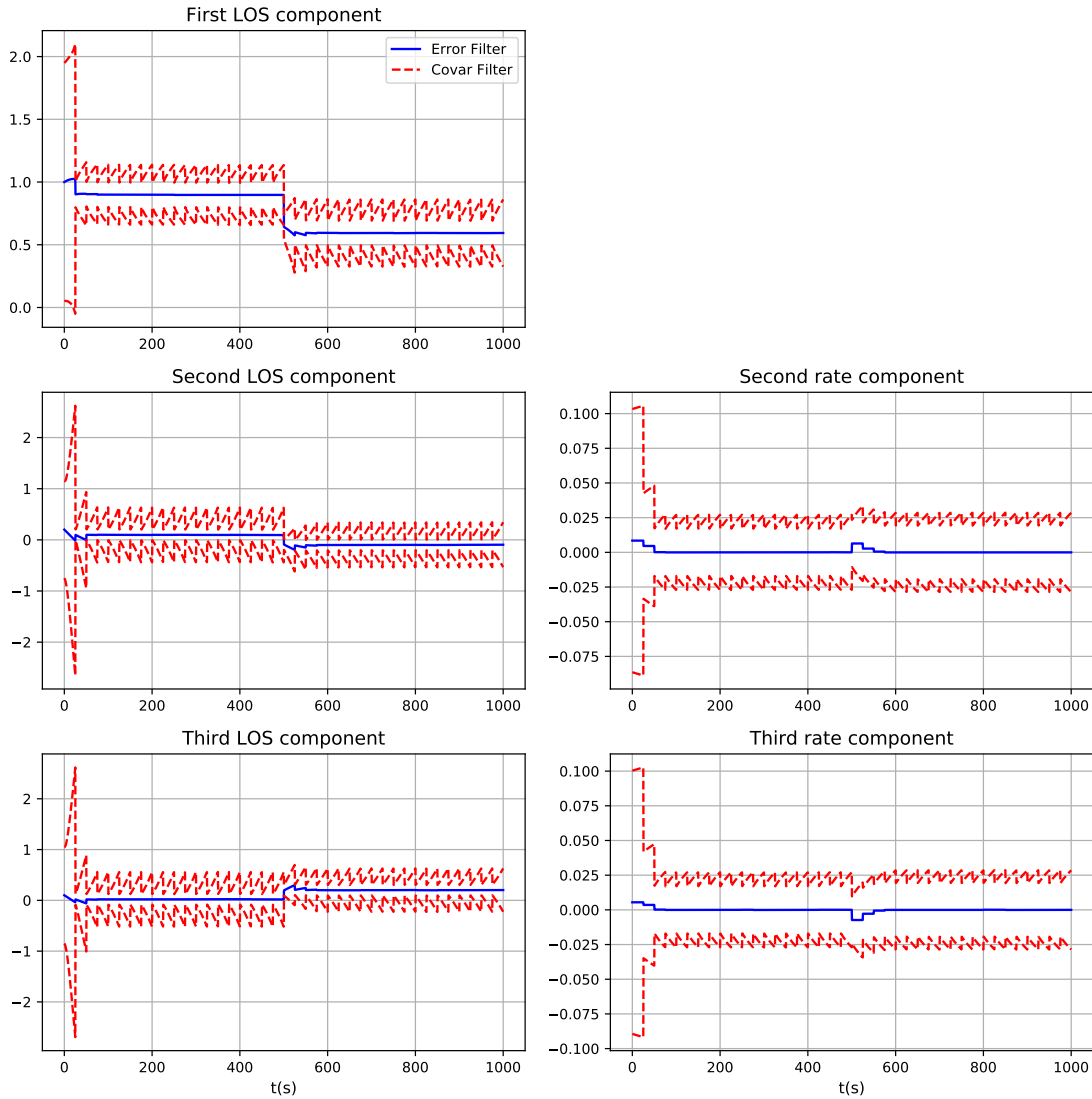 First LOS component
Error Filter
Covar Filter
2.0
1.5
1.0
0.5
0.0
0 200 400 600 800 1000
Second LOS component
2
1
0
−1
−2
0 200 400 600 800 1000
Second rate component
0.100
0.075
0.050
0.025
0.000
−0.025
−0.050
−0.075
0 200 400 600 800 1000
Third LOS component
2
1
0
−1
−2
0 200 400 600 800 1000
t(s)
Third rate component
0.100
0.075
0.050
0.025
0.000
−0.025
−0.050
−0.075
−0.100
0 200 400 600 800 1000
t(s)